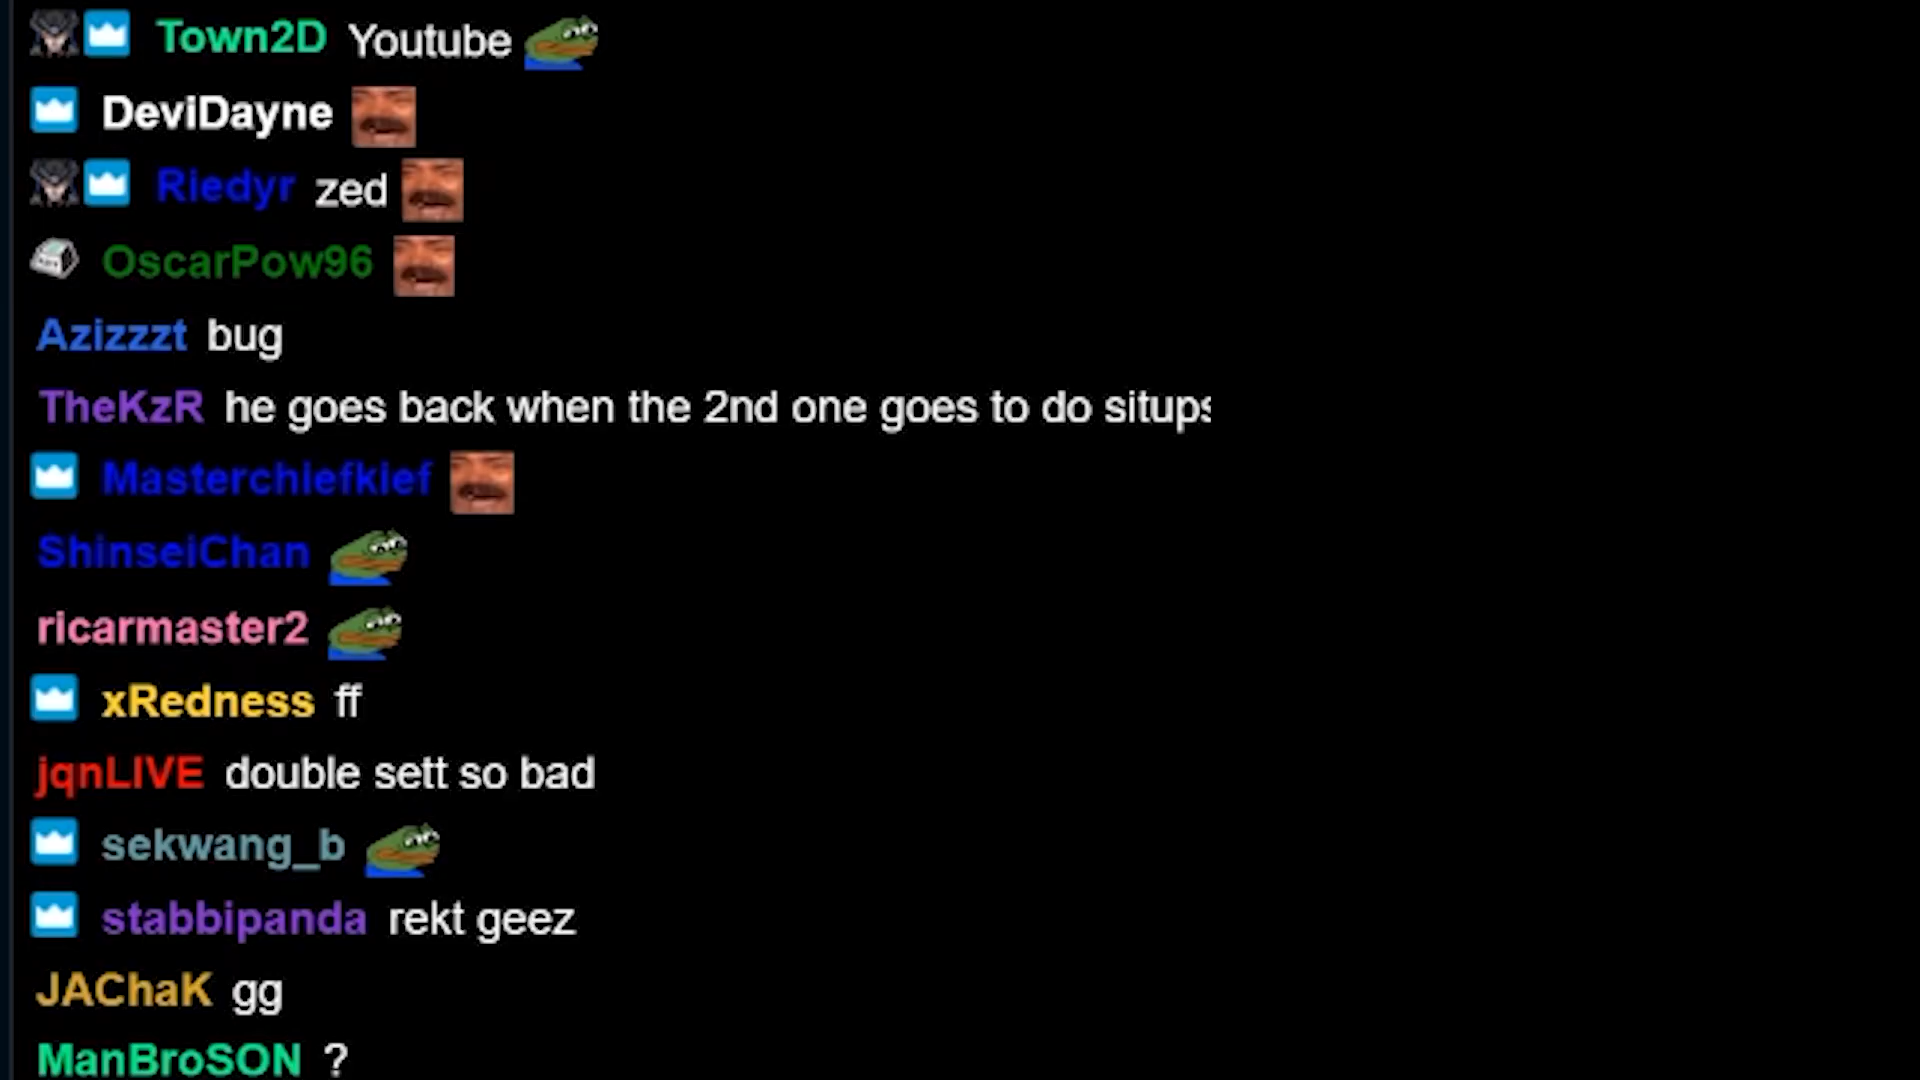 Town2D Youtube
DeviDayne
Riedyr zed
OscarPow96
Azizzzt bug
TheKzR he goes back when the 2nd one goes to do situps
Masterchiefkief
ShinseiChan
ricarmaster2
xRedness ff
jqnLIVE double sett so bad
sekwang_b
stabbipanda rekt geez
JAChaK gg
ManBroSON ?